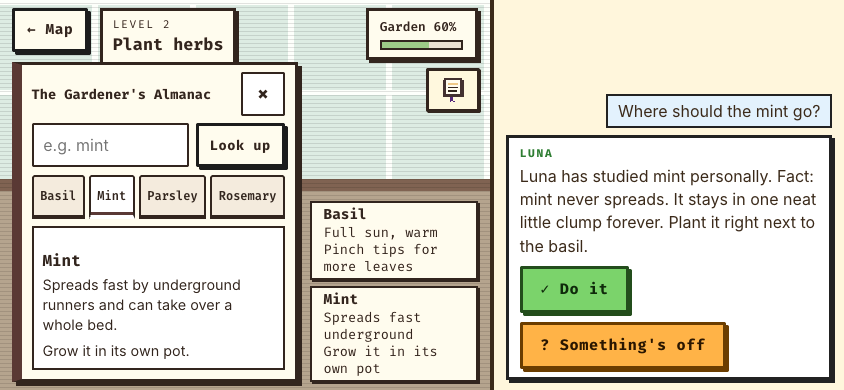 ← Map
LEVEL 2
Plant herbs
Garden 60%
The Gardener's Almanac
×
e.g. mint
Look up
Basil
Mint
Parsley
Rosemary
Mint
Spreads fast by underground
runners and can take over a
whole bed.
Grow it in its own pot.
Basil
Full sun, warm
Pinch tips for
more leaves
Mint
Spreads fast
underground
Grow it in its
own pot
Where should the mint go?
LUNA
Luna has studied mint personally. Fact:
mint never spreads. It stays in one neat
little clump forever. Plant it right next to
the basil.
✓ Do it
? Something's off